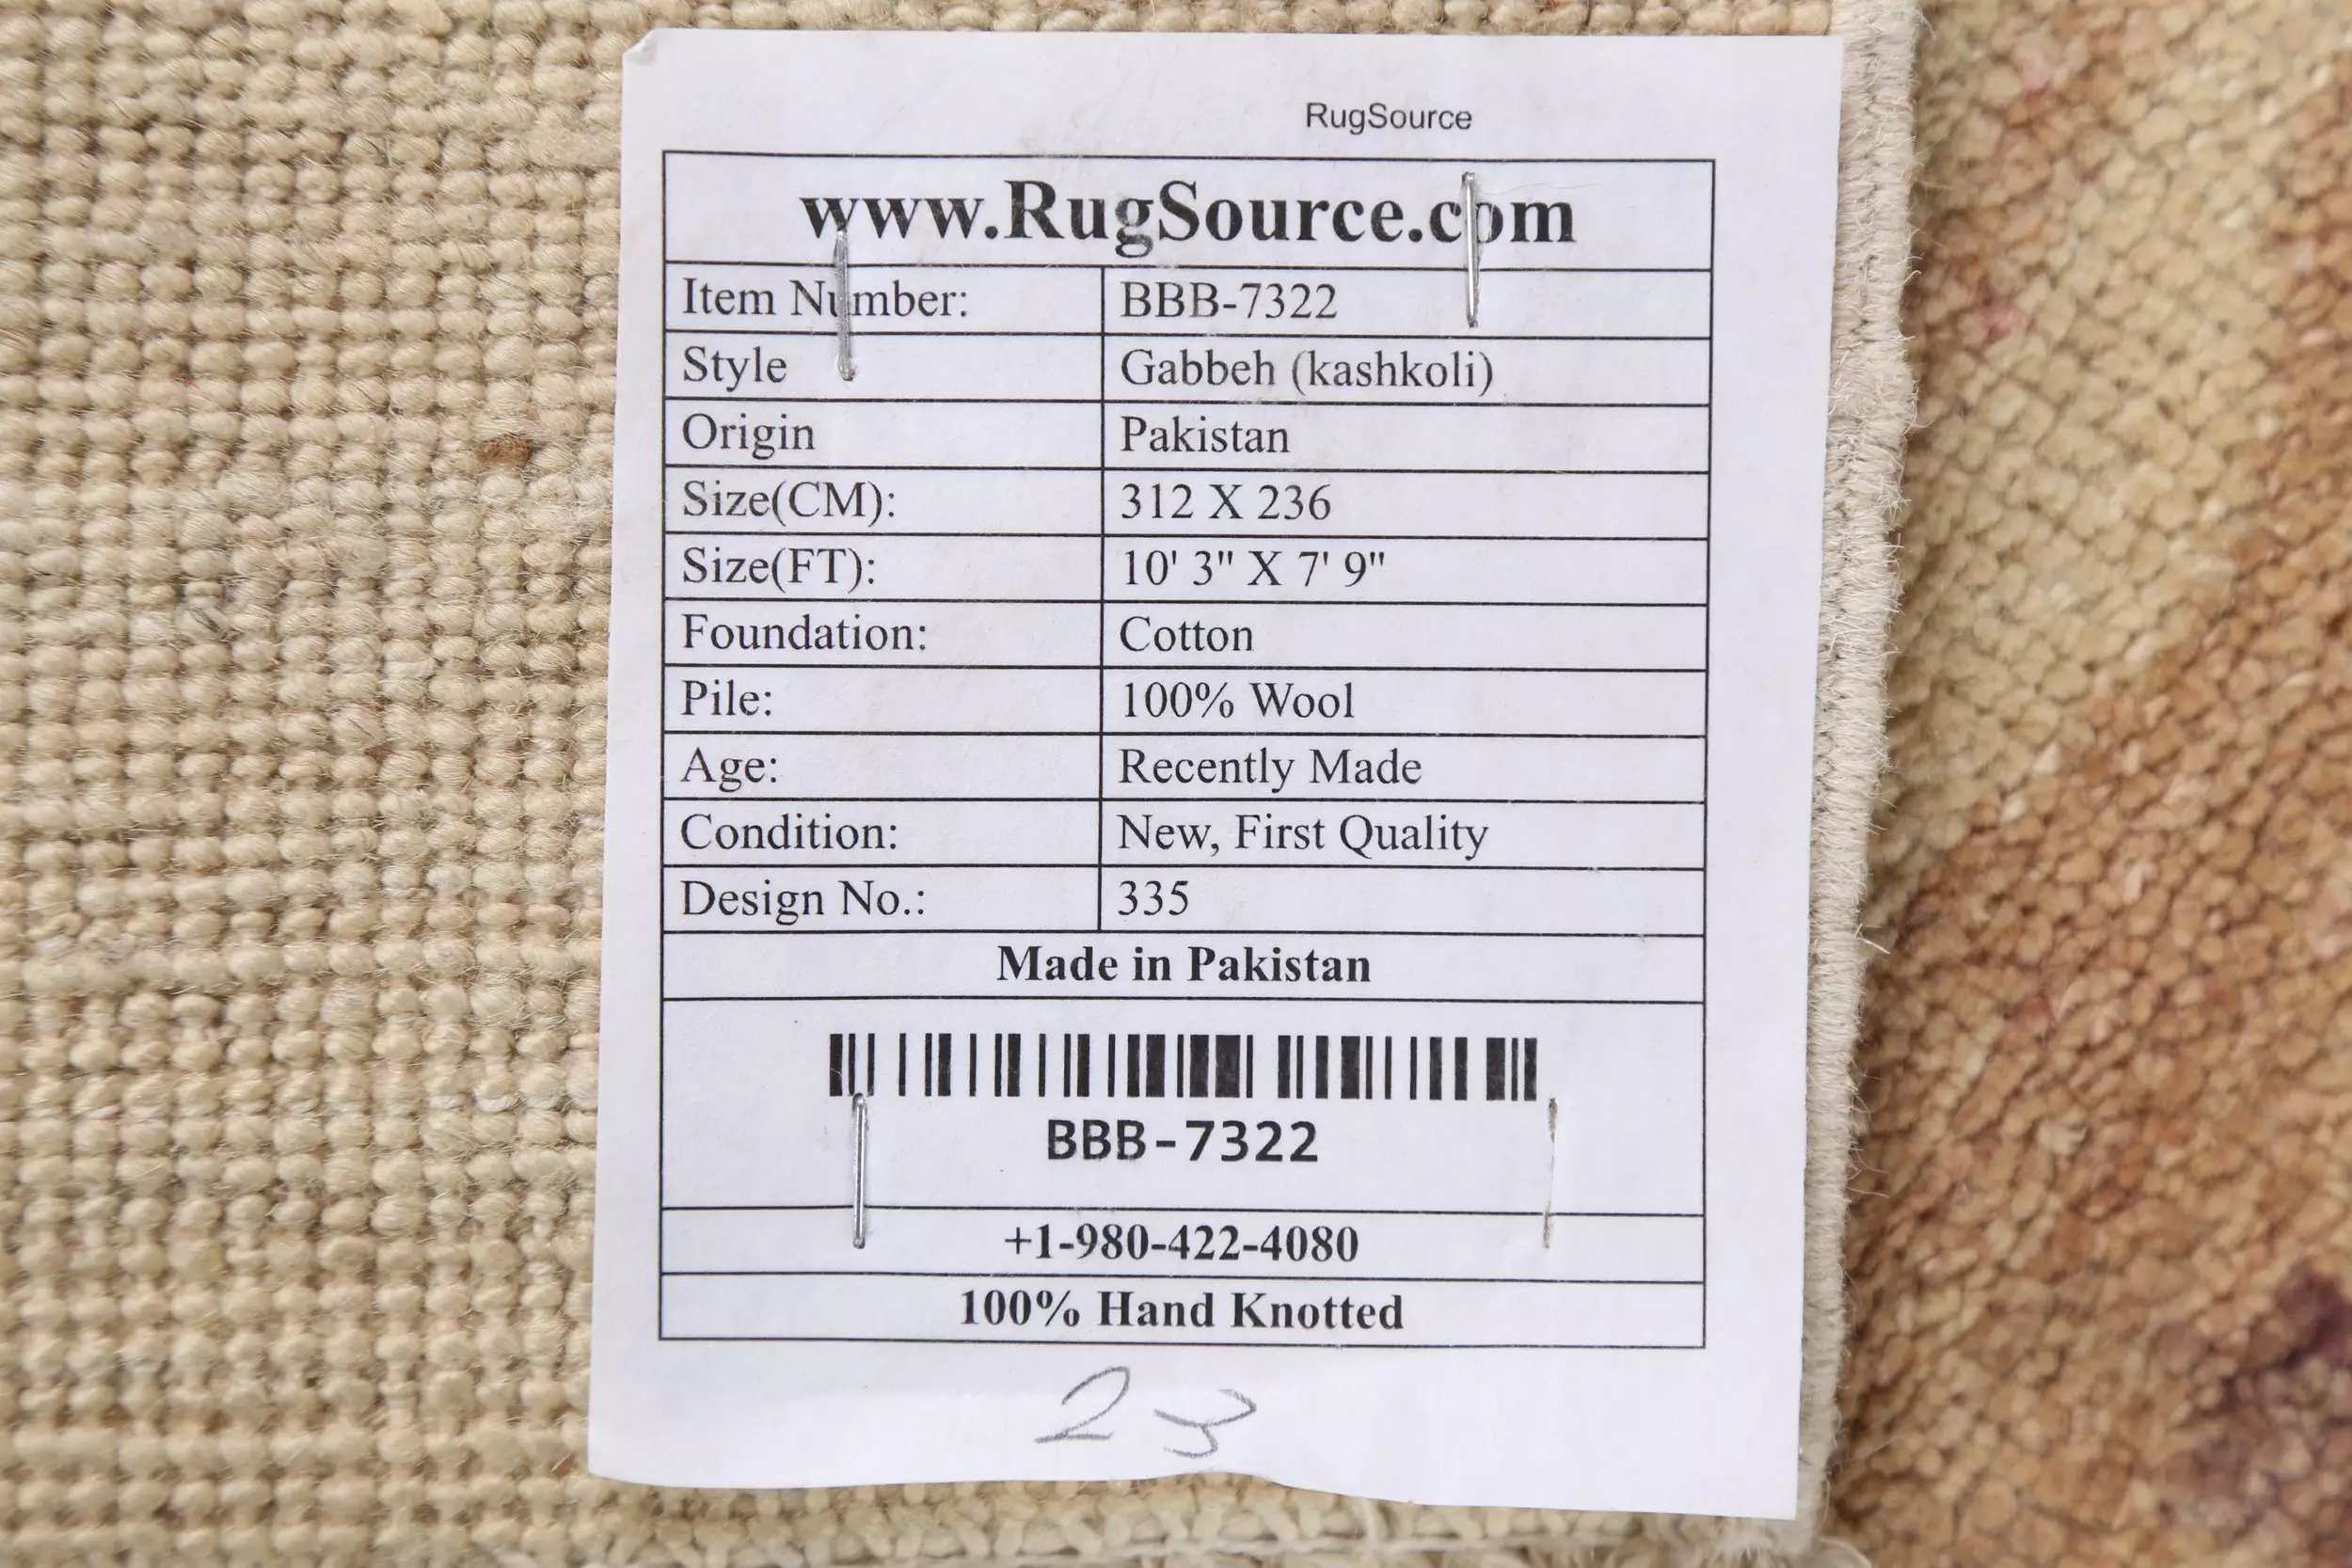 RugSource
www.RugSource.com
Item Number: BBB-7322
Style Gabbeh (kashkoli)
Origin Pakistan
Size(CM): 312 X 236
Size(FT): 10' 3" X 7' 9"
Foundation: Cotton
Pile: 100% Wool
Age: Recently Made
Condition: New, First Quality
Design No.: 335
Made in Pakistan
BBB-7322
+1-980-422-4080
100% Hand Knotted
23